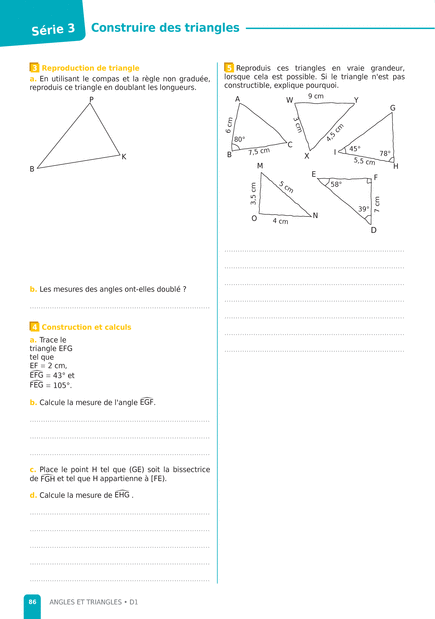 Série 3
Construire des triangles
3 Reproduction de triangle
a. En utilisant le compas et la règle non graduée,
reproduis ce triangle en doublant les longueurs.
P
K
B
b. Les mesures des angles ont-elles doublé ?
4 Construction et calculs
a. Trace le
triangle EFG
tel que
EF = 2 cm,
EFG = 43° et
FEG = 105°.
b. Calcule la mesure de l'angle EGF.
c. Place le point H tel que (GE) soit la bissectrice
de FGH et tel que H appartienne à [FE).
d. Calcule la mesure de EHG .
5 Reproduis ces triangles en vraie grandeur,
lorsque cela est possible. Si le triangle n'est pas
constructible, explique pourquoi.
A
6 cm
80°
B
7,5 cm
C
W
9 cm
Y
3 cm
4,5 cm
X
G
I
45°
78°
5,5 cm
H
M
3,5 cm
5 cm
O
4 cm
N
E
F
58°
39°
7 cm
D
86 ANGLES ET TRIANGLES • D1